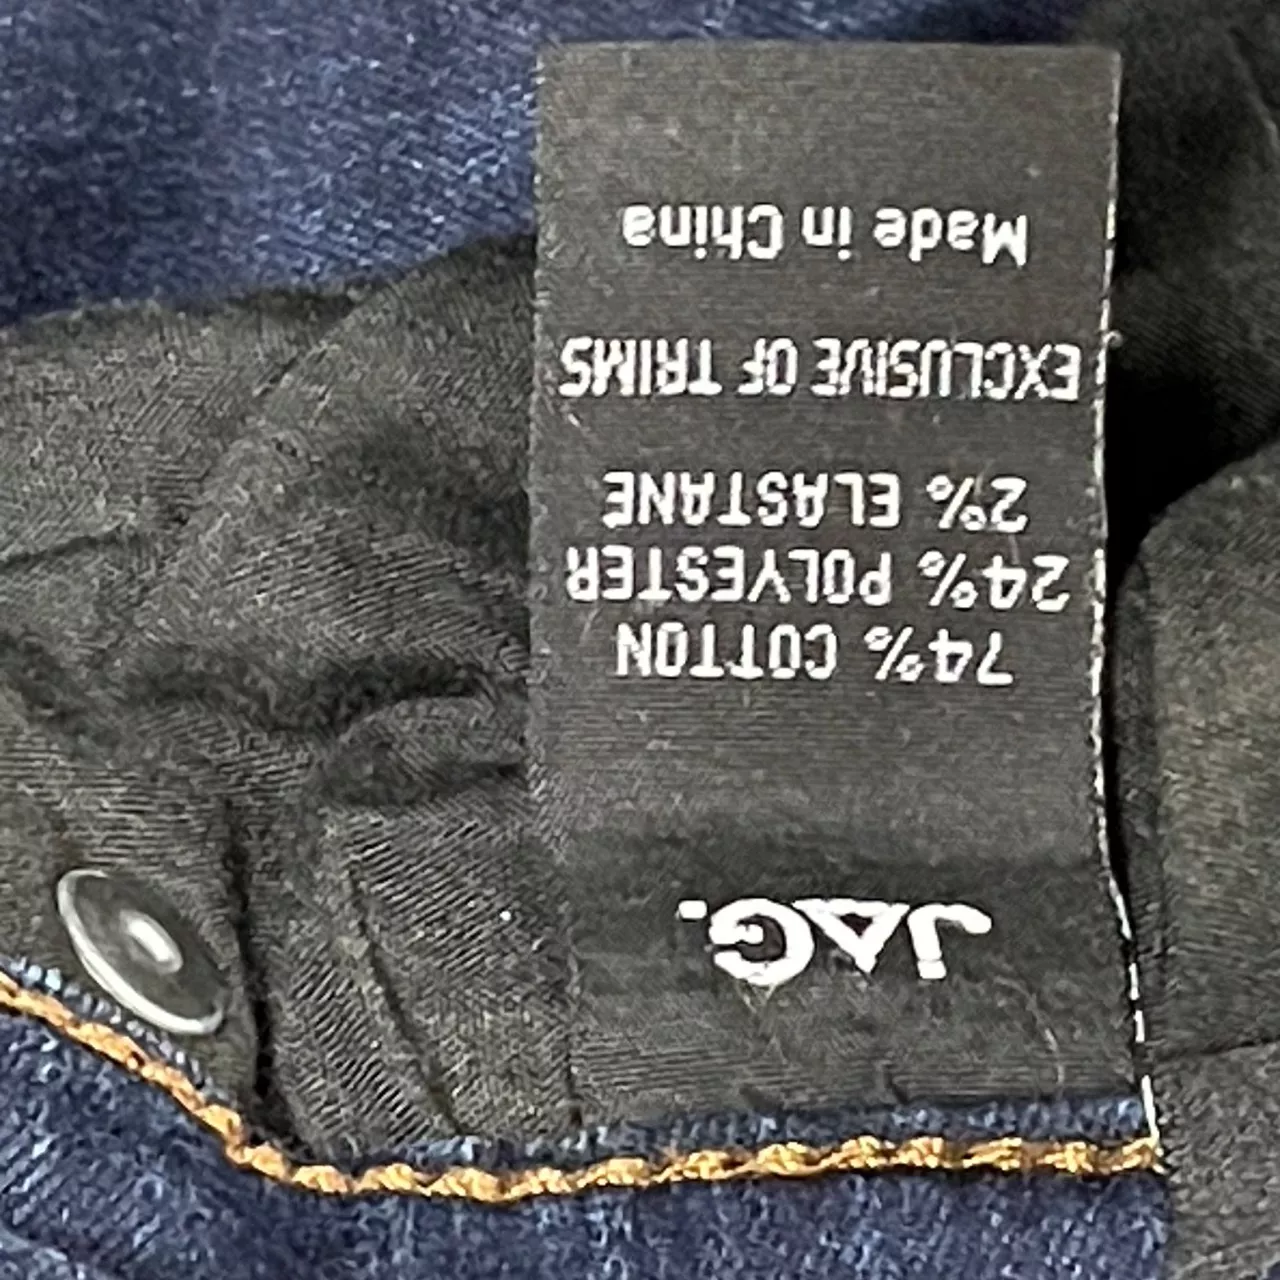 JAG.
74% COTTON
24% POLYESTER
2% ELASTANE
EXCLUSIVE OF TRIMS
Made in China